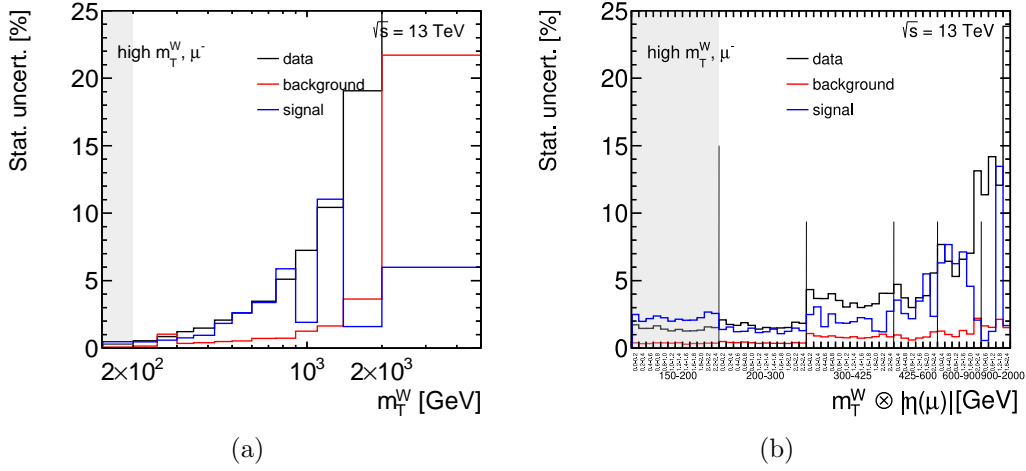 Stat. uncert. [%]
25
20
15
10
5
0
√s = 13 TeV
high m_T^W, μ⁻
data
background
signal
2×10²
10³
2×10³
m_T^W [GeV]
(a)
Stat. uncert. [%]
25
20
15
10
5
0
√s = 13 TeV
high m_T^W, μ⁻
data
background
signal
150-200
200-300
300-425
425-600
600-900
900-2000
m_T^W ⊗ |η(μ)|[GeV]
(b)